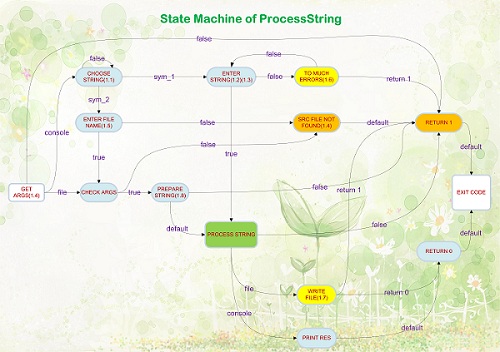 State Machine of ProcessString
false
false
false
CHOOSE
STRING(1.1)
sym_1
ENTER
STRING(1.2)(1.3)
false
TO MUCH
ERRORS(1.6)
return 1
sym_2
console
ENTER FILE
NAME(1.5)
false
SRC FILE NOT
FOUND(1.4)
default
RETURN 1
false
default
true
true
GET
ARGS(1.4)
file
CHECK ARGS
true
PREPARE
STRING(1.8)
false
return 1
EXIT CODE
default
PROCESS STRING
false
default
RETURN 0
file
WRITE
FILE(1.7)
return 0
console
default
PRINT RES